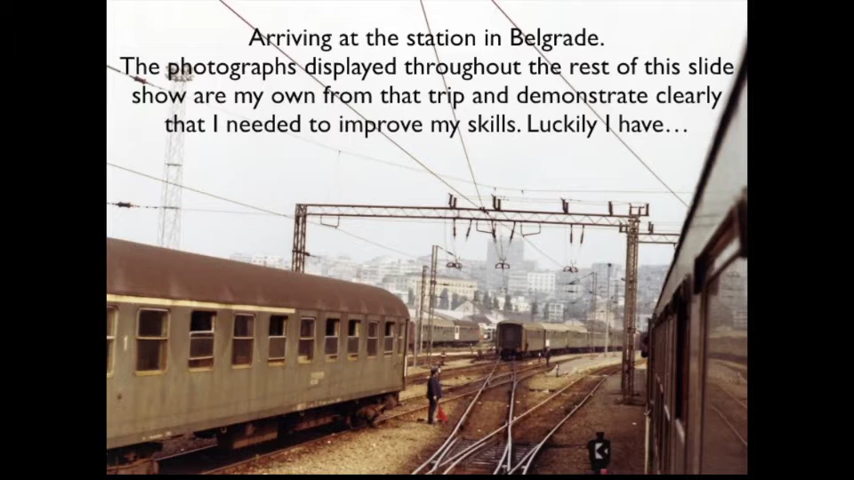 Arriving at the station in Belgrade.
The photographs displayed throughout the rest of this slide
show are my own from that trip and demonstrate clearly
that I needed to improve my skills. Luckily I have…